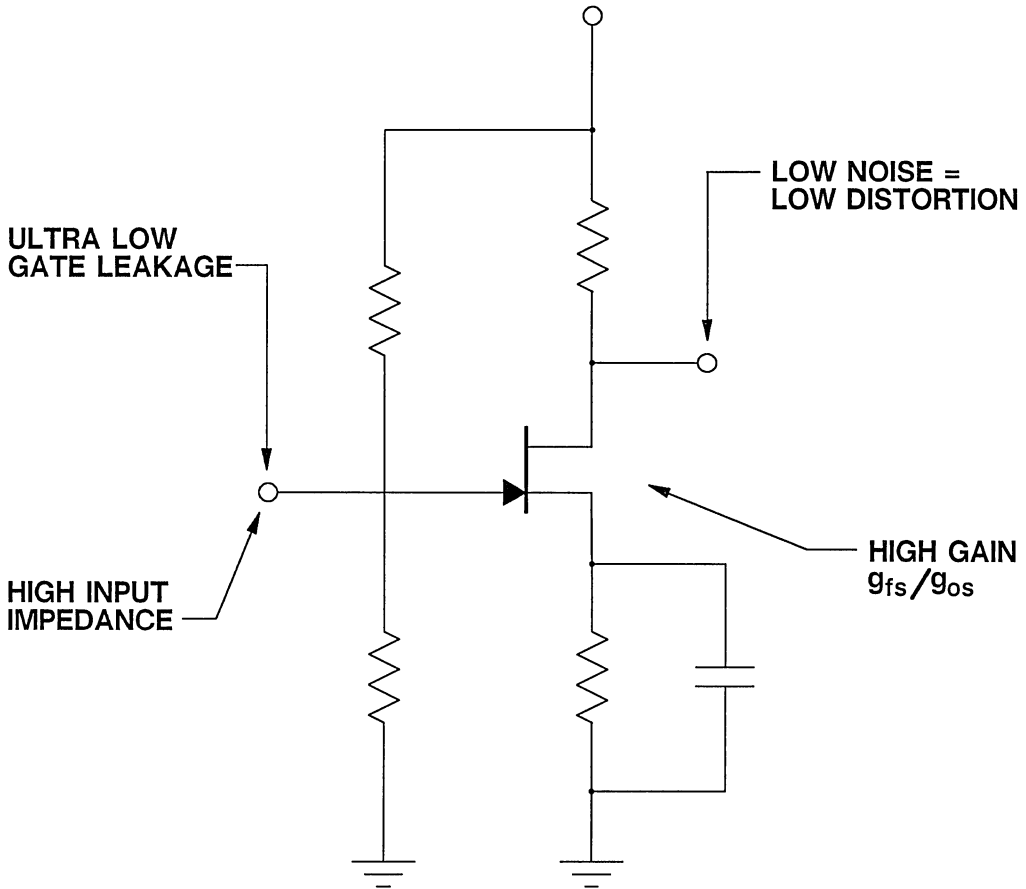 LOW NOISE =
LOW DISTORTION
ULTRA LOW
GATE LEAKAGE
HIGH GAIN
gfs/gos
HIGH INPUT
IMPEDANCE